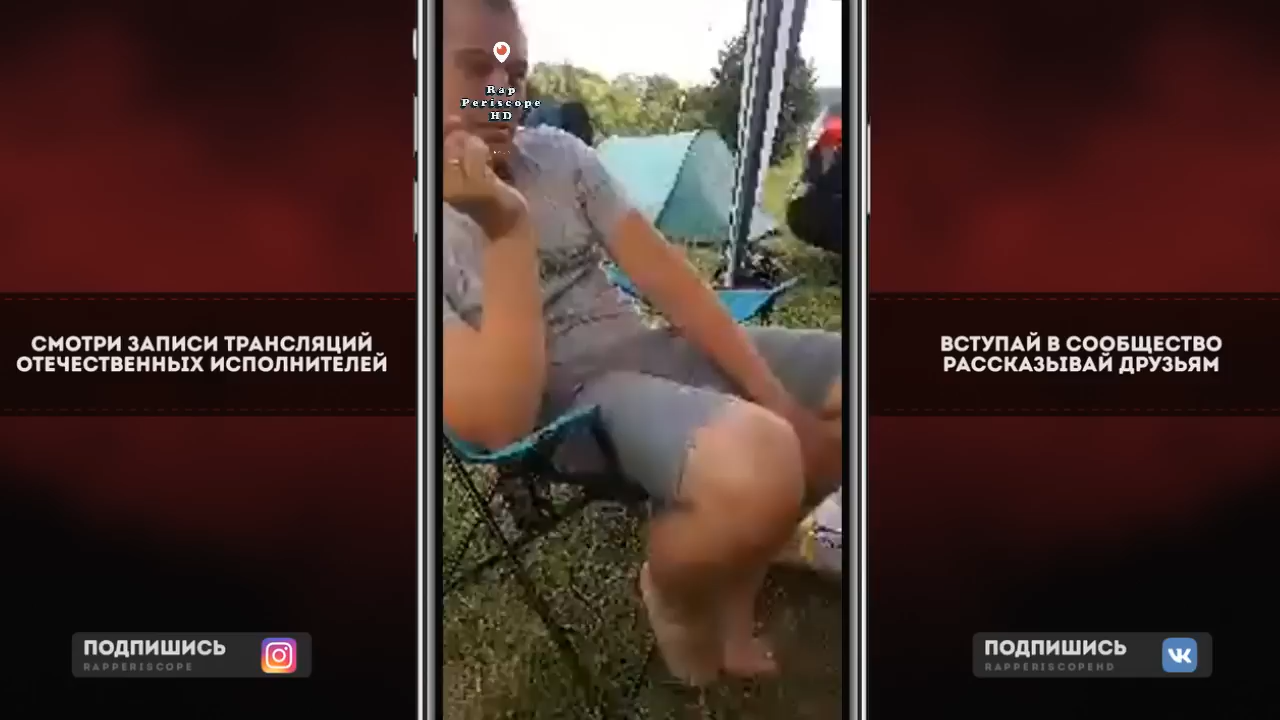 Rap
Periscope
HD
СМОТРИ ЗАПИСИ ТРАНСЛЯЦИЙ
ОТЕЧЕСТВЕННЫХ ИСПОЛНИТЕЛЕЙ
ВСТУПАЙ В СООБЩЕСТВО
РАССКАЗЫВАЙ ДРУЗЬЯМ
ПОДПИШИСЬ
RAPPERISCOPE
ПОДПИШИСЬ
RAPPERISCOPEHD